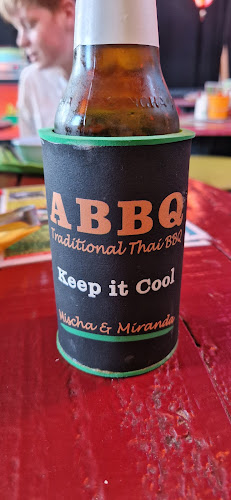 ABBQ
Traditional Thai BBQ
Keep it Cool
Mischa & Miranda